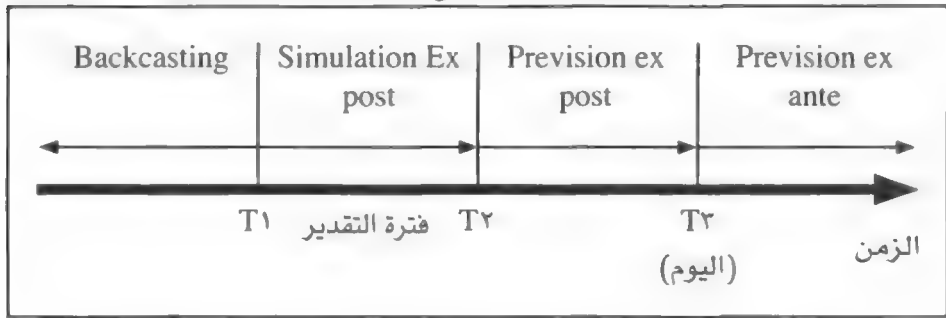 Backcasting
Simulation Ex
post
Prevision ex
post
Prevision ex
ante
T١
فترة التقدير
T٢
T٣
(اليوم)
الزمن